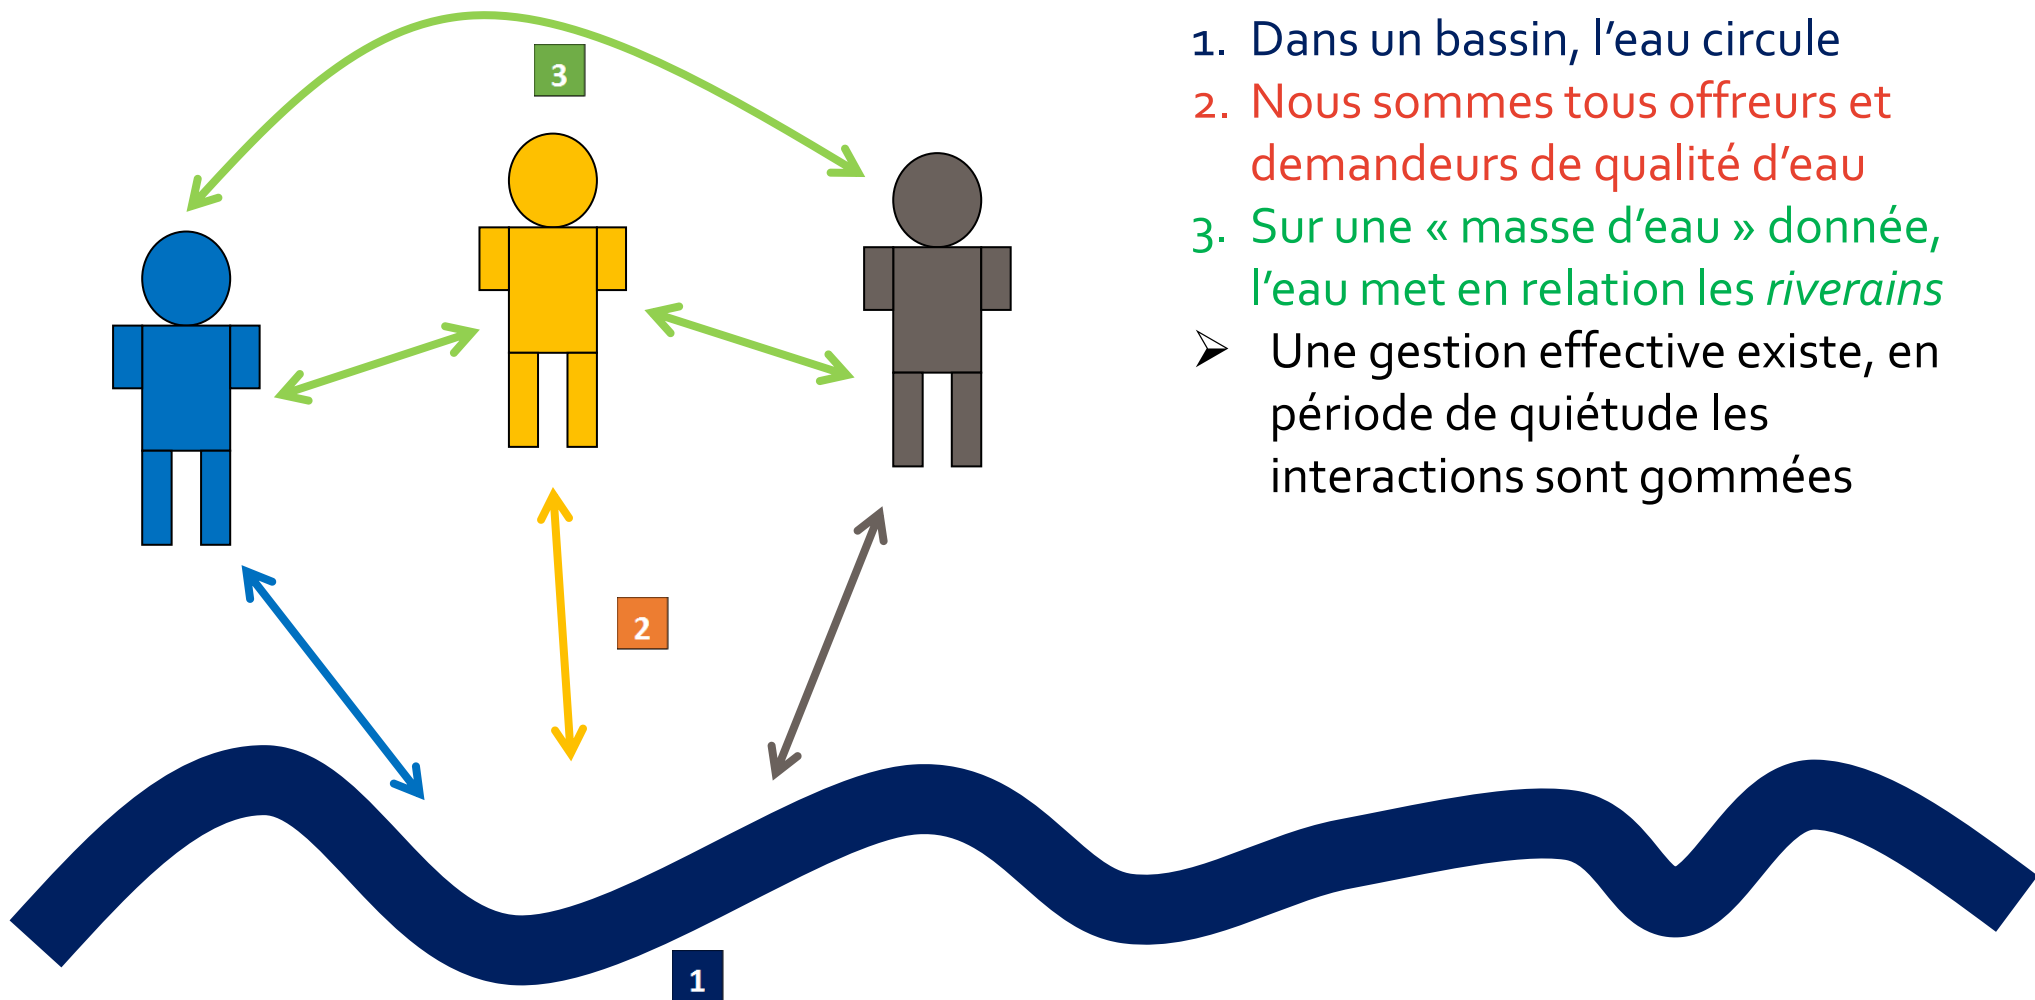 1. Dans un bassin, l’eau circule
2. Nous sommes tous offreurs et
demandeurs de qualité d’eau
3. Sur une « masse d’eau » donnée,
l’eau met en relation les riverains
➢ Une gestion effective existe, en
période de quiétude les
interactions sont gommées
3
2
1